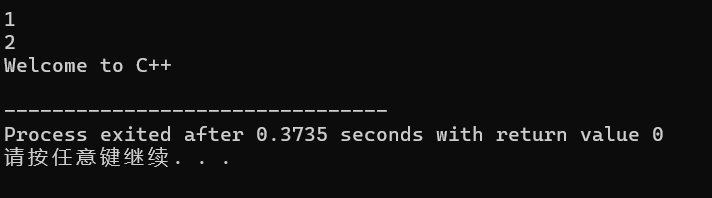 1
2
Welcome to C++
--------------------------------
Process exited after 0.3735 seconds with return value 0
请按任意键继续. . .